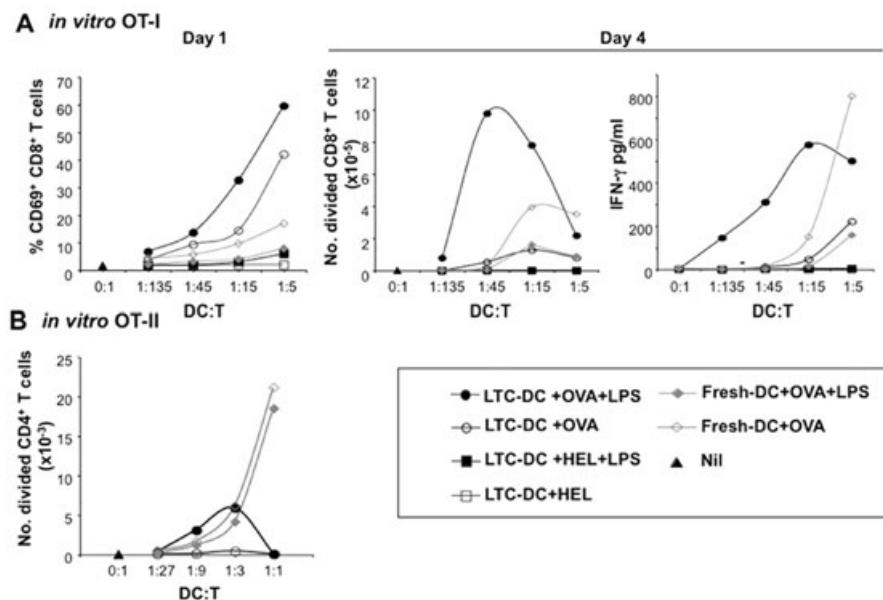 A in vitro OT-I
Day 1
Day 4
% CD69+ CD8+ T cells
70
60
50
40
30
20
10
0
0:1 1:135 1:45 1:15 1:5
DC:T
No. divided CD8+ T cells
(x10-5)
12
10
8
6
4
2
0
0:1 1:135 1:45 1:15 1:5
DC:T
IFN-γ pg/ml
800
600
400
200
0
0:1 1:135 1:45 1:15 1:5
DC:T
B in vitro OT-II
No. divided CD4+ T cells
(x10-3)
25
20
15
10
5
0
0:1 1:27 1:9 1:3 1:1
DC:T
LTC-DC +OVA+LPS
LTC-DC +OVA
LTC-DC +HEL+LPS
LTC-DC+HEL
Fresh-DC+OVA+LPS
Fresh-DC+OVA
Nil